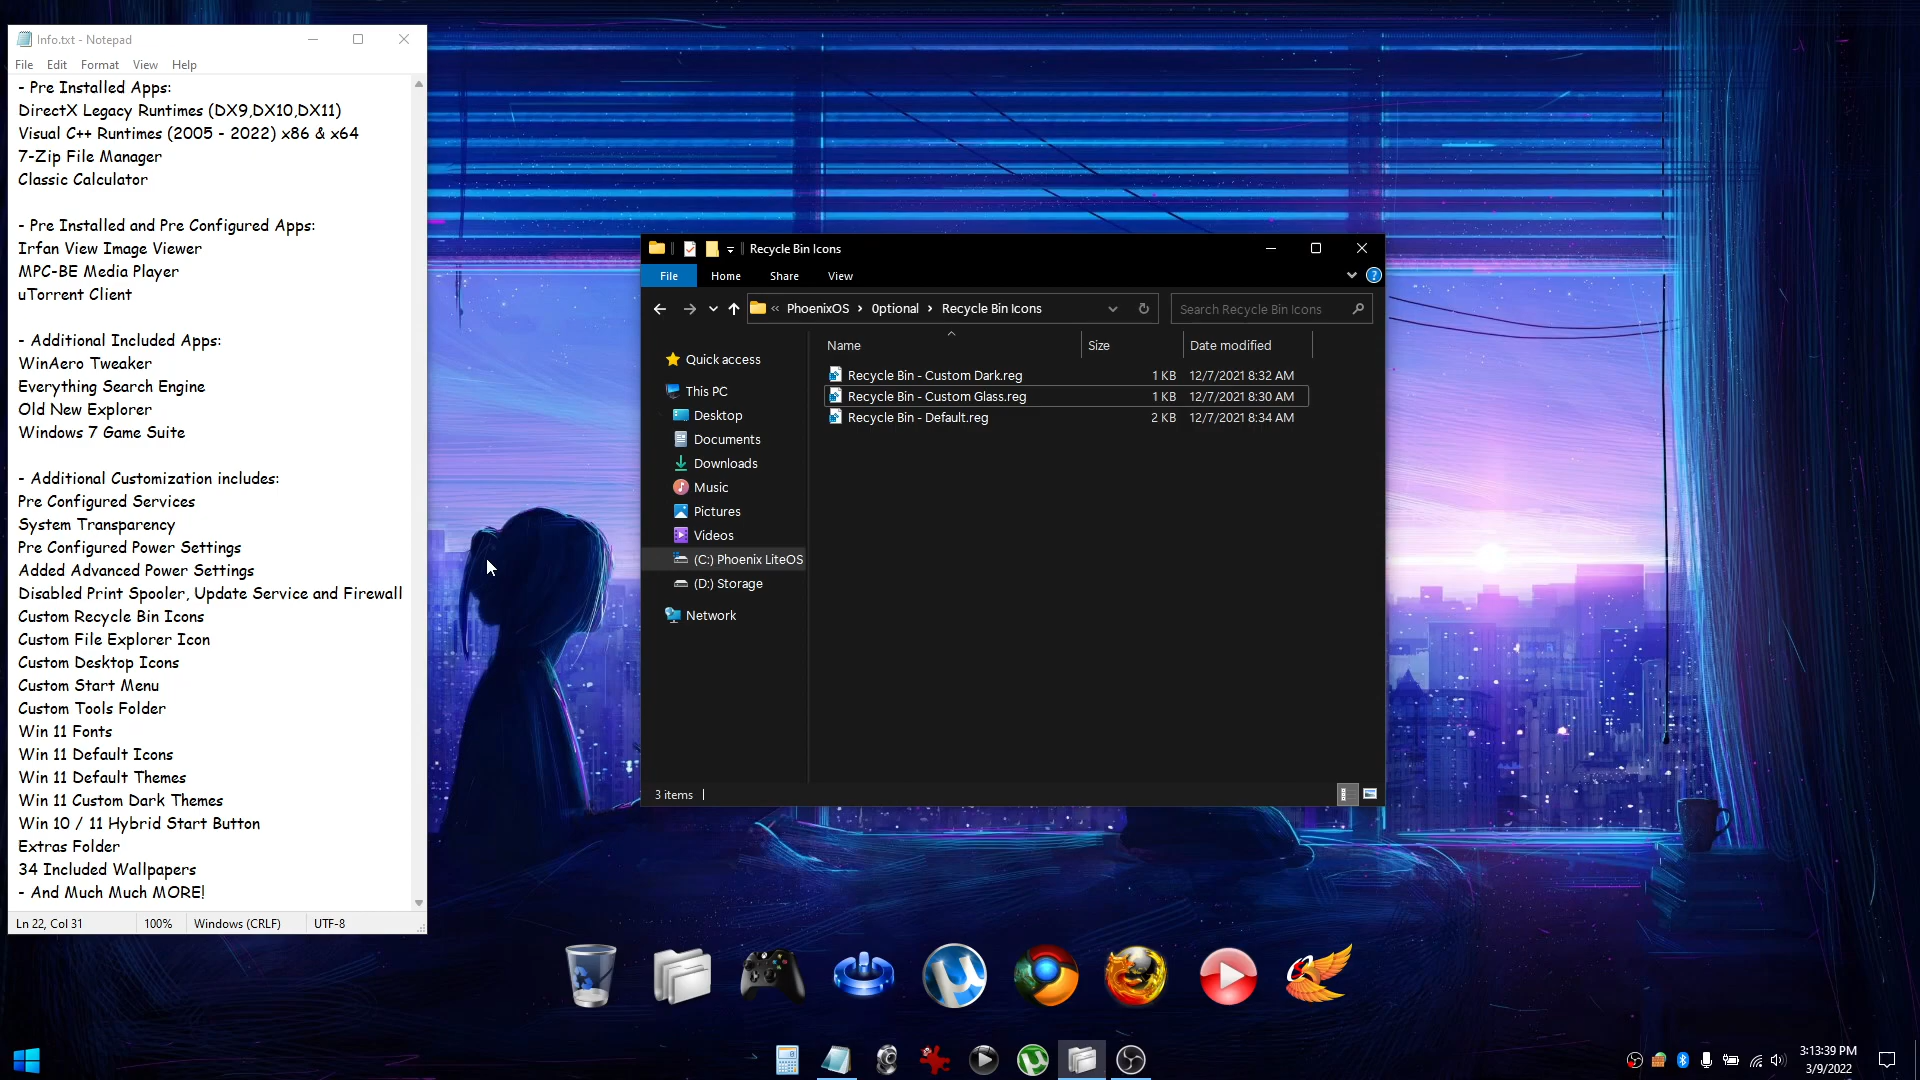 Info.txt - Notepad
File Edit Format View Help
- Pre Installed Apps:
DirectX Legacy Runtimes (DX9,DX10,DX11)
Visual C++ Runtimes (2005 - 2022) x86 & x64
7-Zip File Manager
Classic Calculator
- Pre Installed and Pre Configured Apps:
Irfan View Image Viewer
MPC-BE Media Player
uTorrent Client
- Additional Included Apps:
WinAero Tweaker
Everything Search Engine
Old New Explorer
Windows 7 Game Suite
- Additional Customization includes:
Pre Configured Services
System Transparency
Pre Configured Power Settings
Added Advanced Power Settings
Disabled Print Spooler, Update Service and Firewall
Custom Recycle Bin Icons
Custom File Explorer Icon
Custom Desktop Icons
Custom Start Menu
Custom Tools Folder
Win 11 Fonts
Win 11 Default Icons
Win 11 Default Themes
Win 11 Custom Dark Themes
Win 10 / 11 Hybrid Start Button
Extras Folder
34 Included Wallpapers
- And Much Much MORE!
Ln 22, Col 31 100% Windows (CRLF) UTF-8
Recycle Bin Icons
File Home Share View
« PhoenixOS › Optional › Recycle Bin Icons
Search Recycle Bin Icons
Quick access
This PC
Desktop
Documents
Downloads
Music
Pictures
Videos
(C:) Phoenix LiteOS
(D:) Storage
Network
Name Size Date modified
Recycle Bin - Custom Dark.reg 1 KB 12/7/2021 8:32 AM
Recycle Bin - Custom Glass.reg 1 KB 12/7/2021 8:30 AM
Recycle Bin - Default.reg 2 KB 12/7/2021 8:34 AM
3 items
3:13:39 PM
3/9/2022